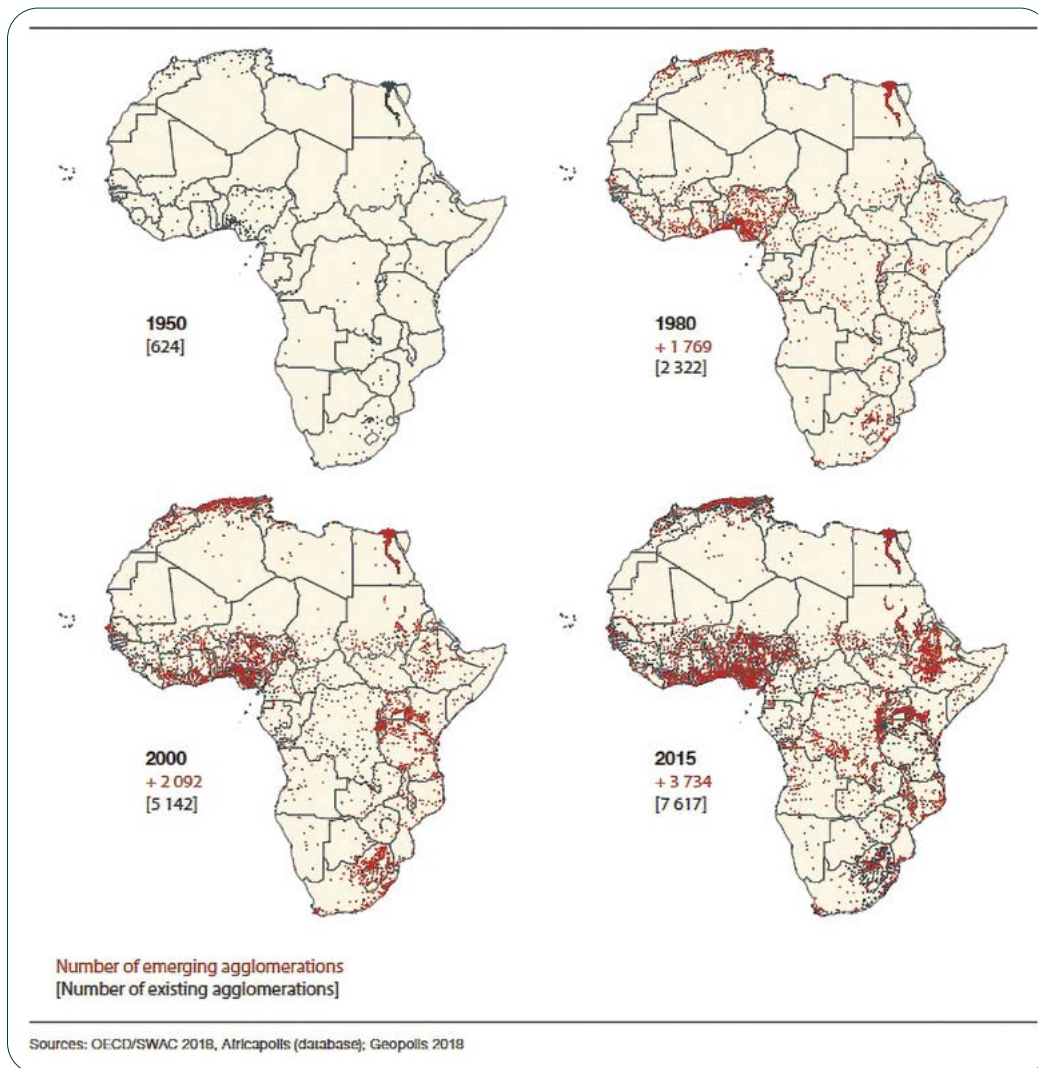 1950
[624]
1980
+ 1 769
[2 322]
2000
+ 2 092
[5 142]
2015
+ 3 734
[7 617]
Number of emerging agglomerations
[Number of existing agglomerations]
Sources: OECD/SWAC 2018, Africapolis (database); Geopolis 2018